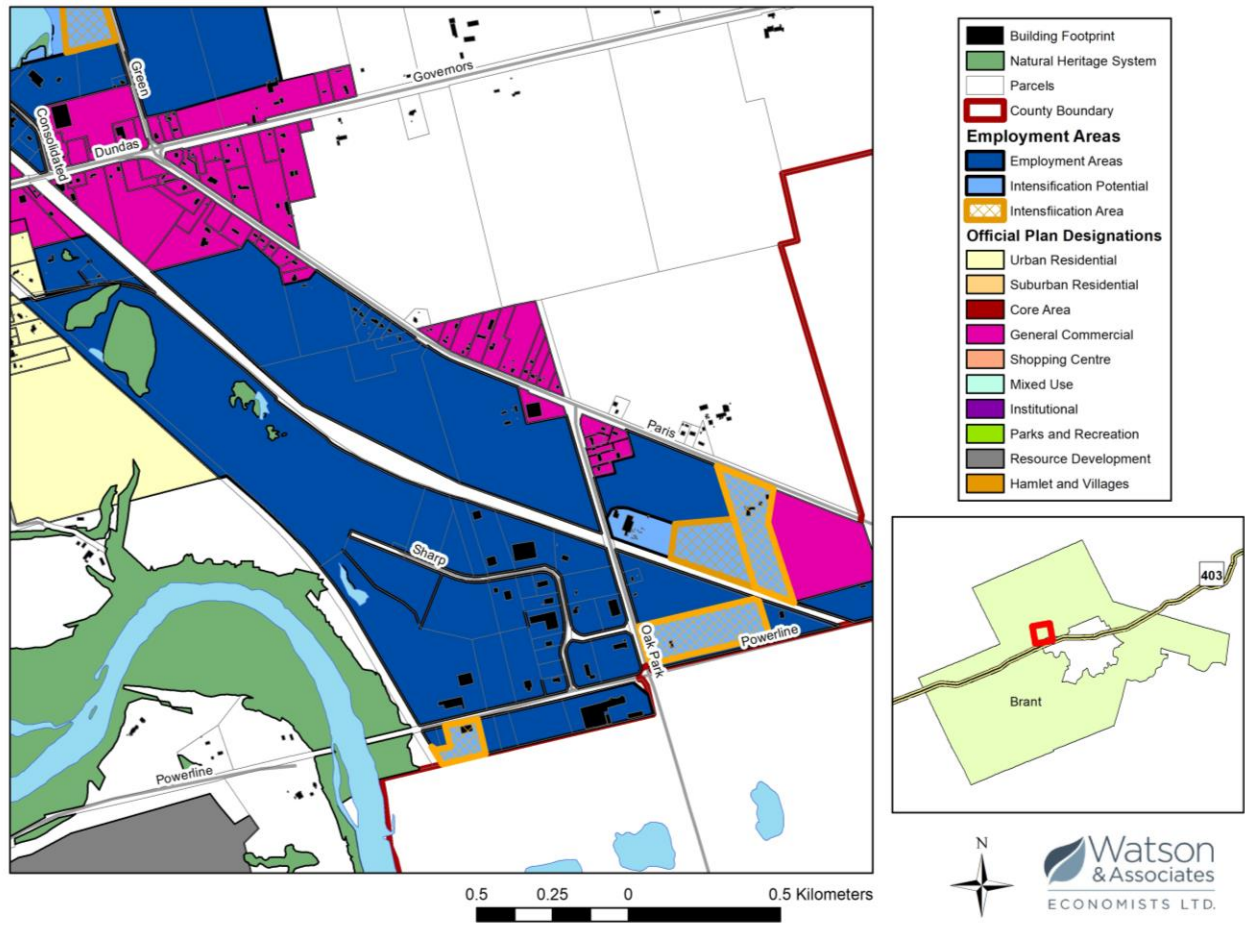 Green
Governors
Consolidated
Dundas
Paris
Sharp
Oak Park
Powerline
Powerline
Building Footprint
Natural Heritage System
Parcels
County Boundary
Employment Areas
Employment Areas
Intensification Potential
Intensfiication Area
Official Plan Designations
Urban Residential
Suburban Residential
Core Area
General Commercial
Shopping Centre
Mixed Use
Institutional
Parks and Recreation
Resource Development
Hamlet and Villages
403
Brant
0.5 0.25 0 0.5 Kilometers
N
Watson
& Associates
ECONOMISTS LTD.